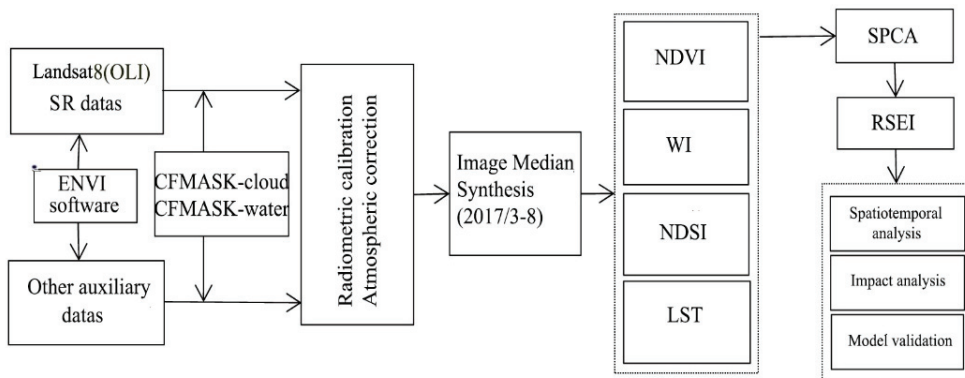 Landsat8(OLI)
SR datas
ENVI
software
Other auxiliary
datas
CFMASK-cloud
CFMASK-water
Radiometric calibration
Atmospheric correction
Image Median
Synthesis
(2017/3-8)
NDVI
WI
NDSI
LST
SPCA
RSEI
Spatiotemporal
analysis
Impact analysis
Model validation